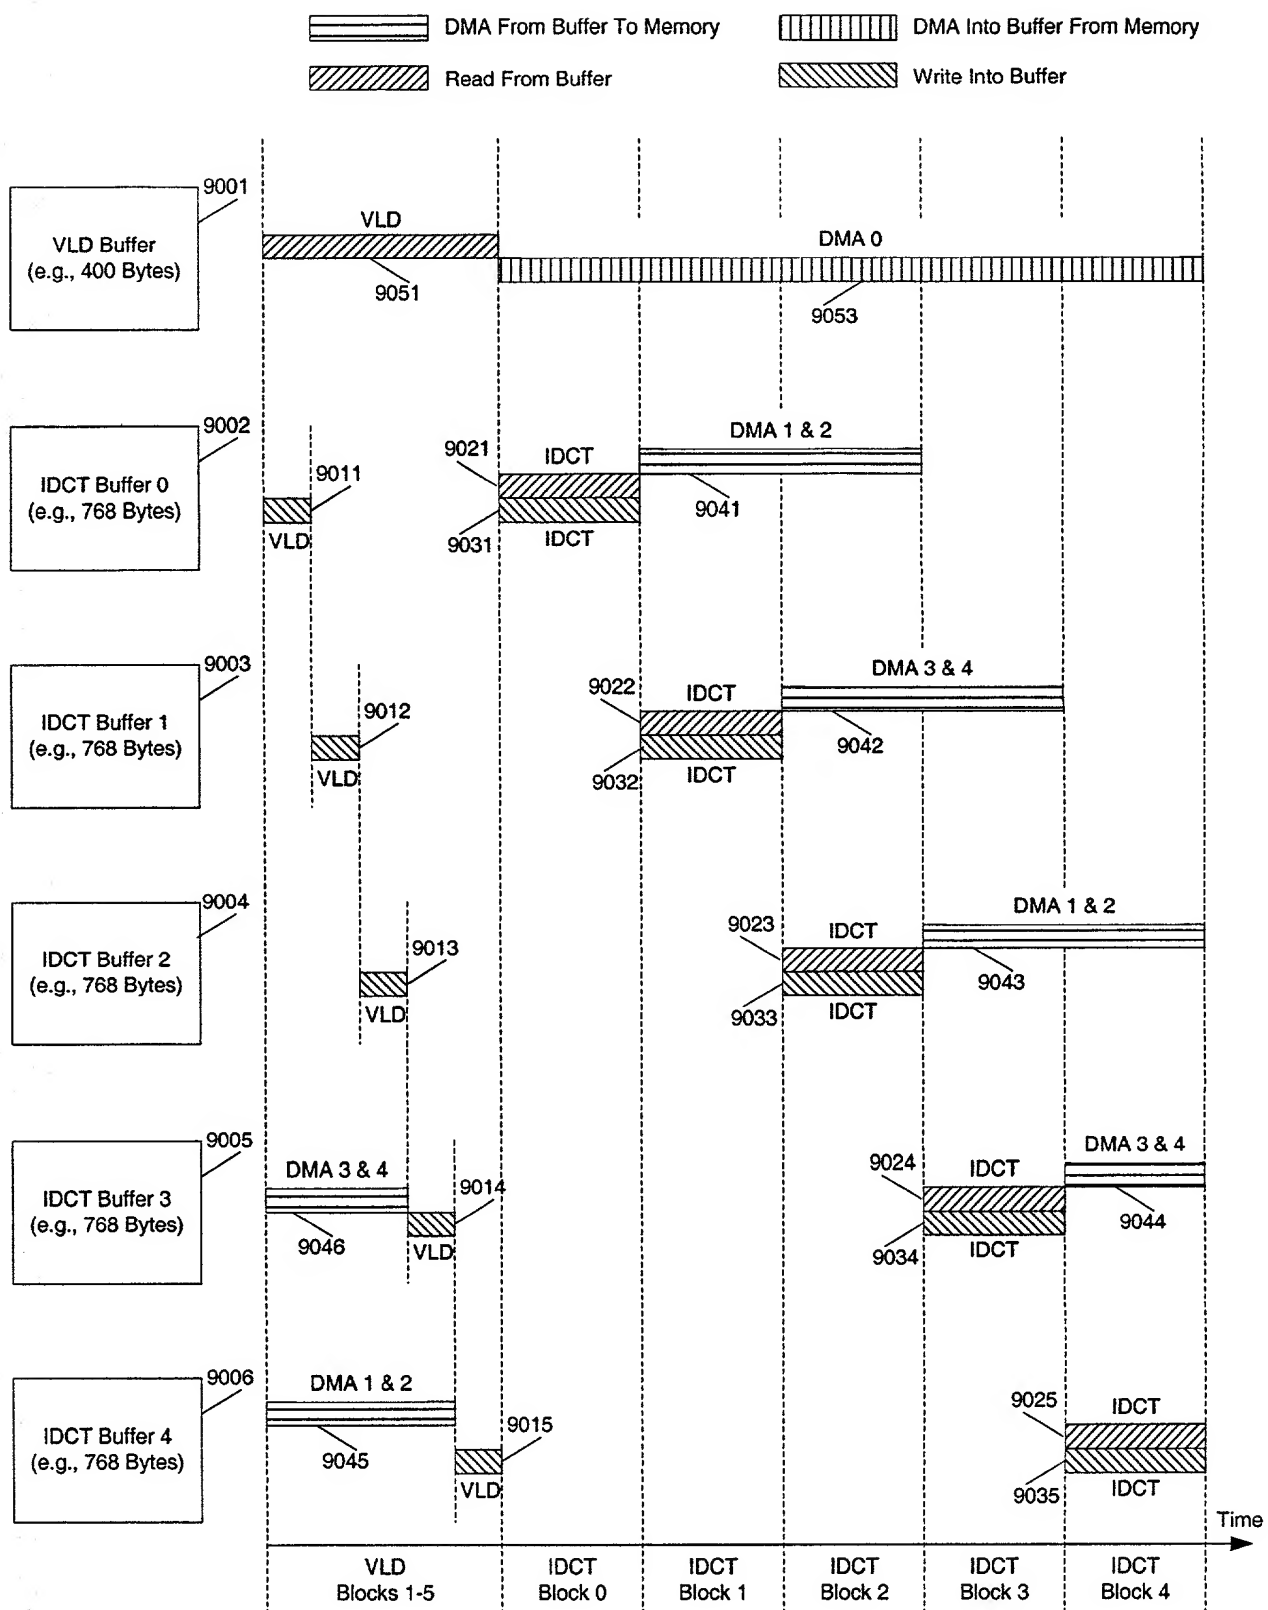 DMA From Buffer To Memory
DMA Into Buffer From Memory
Read From Buffer
Write Into Buffer
9001
VLD Buffer
(e.g., 400 Bytes)
VLD
9051
DMA 0
9053
9002
IDCT Buffer 0
(e.g., 768 Bytes)
9011
VLD
9021
IDCT
9031
IDCT
DMA 1 & 2
9041
9003
IDCT Buffer 1
(e.g., 768 Bytes)
9012
VLD
9022
IDCT
9032
IDCT
DMA 3 & 4
9042
9004
IDCT Buffer 2
(e.g., 768 Bytes)
9013
VLD
9023
IDCT
9033
IDCT
DMA 1 & 2
9043
9005
IDCT Buffer 3
(e.g., 768 Bytes)
DMA 3 & 4
9046
9014
VLD
9024
IDCT
9034
IDCT
DMA 3 & 4
9044
9006
IDCT Buffer 4
(e.g., 768 Bytes)
DMA 1 & 2
9045
9015
VLD
9025
IDCT
9035
IDCT
Time
VLD
Blocks 1-5
IDCT
Block 0
IDCT
Block 1
IDCT
Block 2
IDCT
Block 3
IDCT
Block 4